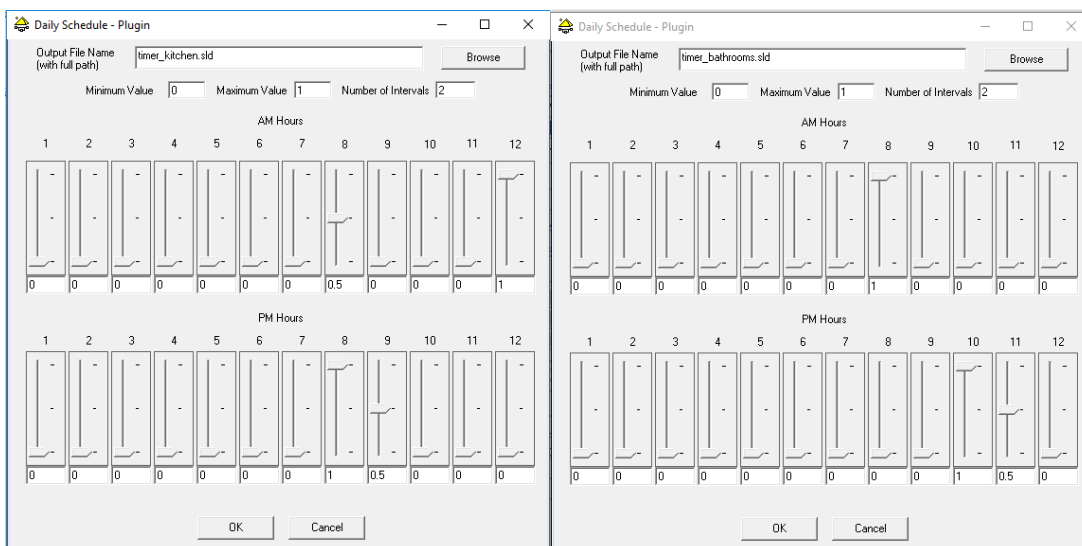 Daily Schedule - Plugin
Output File Name
(with full path)
timer_kitchen.sld
Browse
Minimum Value 0 Maximum Value 1 Number of Intervals 2
AM Hours
1 2 3 4 5 6 7 8 9 10 11 12
0 0 0 0 0 0 0 0.5 0 0 0 1
PM Hours
1 2 3 4 5 6 7 8 9 10 11 12
0 0 0 0 0 0 0 1 0.5 0 0 0
OK Cancel
Daily Schedule - Plugin
Output File Name
(with full path)
timer_bathrooms.sld
Browse
Minimum Value 0 Maximum Value 1 Number of Intervals 2
AM Hours
1 2 3 4 5 6 7 8 9 10 11 12
0 0 0 0 0 0 0 1 0 0 0 0
PM Hours
1 2 3 4 5 6 7 8 9 10 11 12
0 0 0 0 0 0 0 0 0 1 0.5 0
OK Cancel